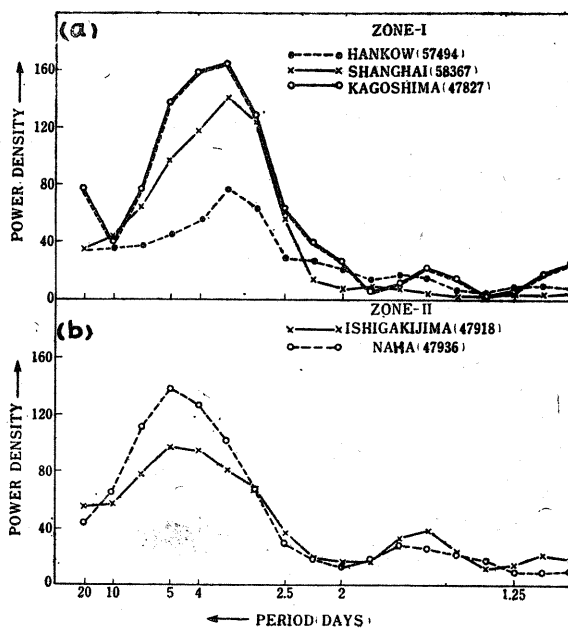 (a)
ZONE-I
HANKOW(57494)
SHANGHAI(58367)
KAGOSHIMA(47827)
POWER DENSITY
160
120
80
40
0
ZONE-II
(b)
ISHIGAKIJIMA(47918)
NAHA(47936)
POWER DENSITY
160
120
80
40
0
20 10 5 4 2.5 2 1.25
PERIOD(DAYS)